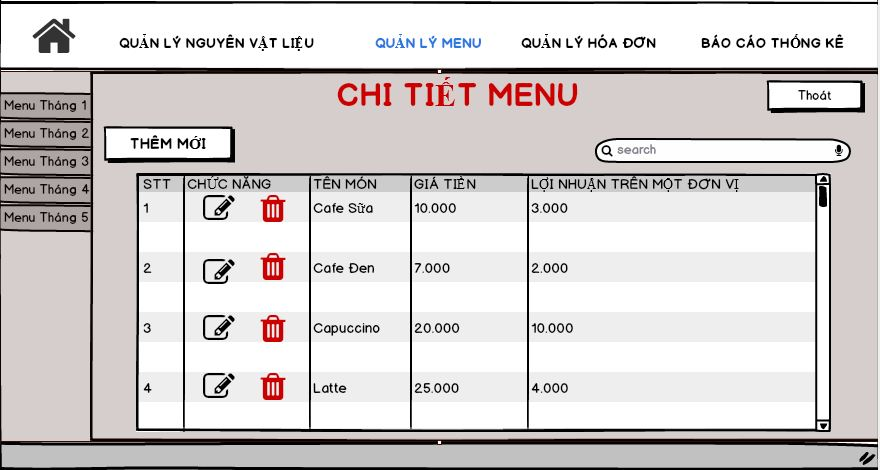 QUẢN LÝ NGUYÊN VẬT LIỆU QUẢN LÝ MENU QUẢN LÝ HÓA ĐƠN BÁO CÁO THỐNG KÊ
CHI TIẾT MENU
Thoát
Menu Tháng 1
Menu Tháng 2
Menu Tháng 3
Menu Tháng 4
Menu Tháng 5
THÊM MỚI
search
STT CHỨC NĂNG TÊN MÓN GIÁ TIỀN LỢI NHUẬN TRÊN MỘT ĐƠN VỊ
1 Cafe Sữa 10.000 3.000
2 Cafe Đen 7.000 2.000
3 Capuccino 20.000 10.000
4 Latte 25.000 4.000